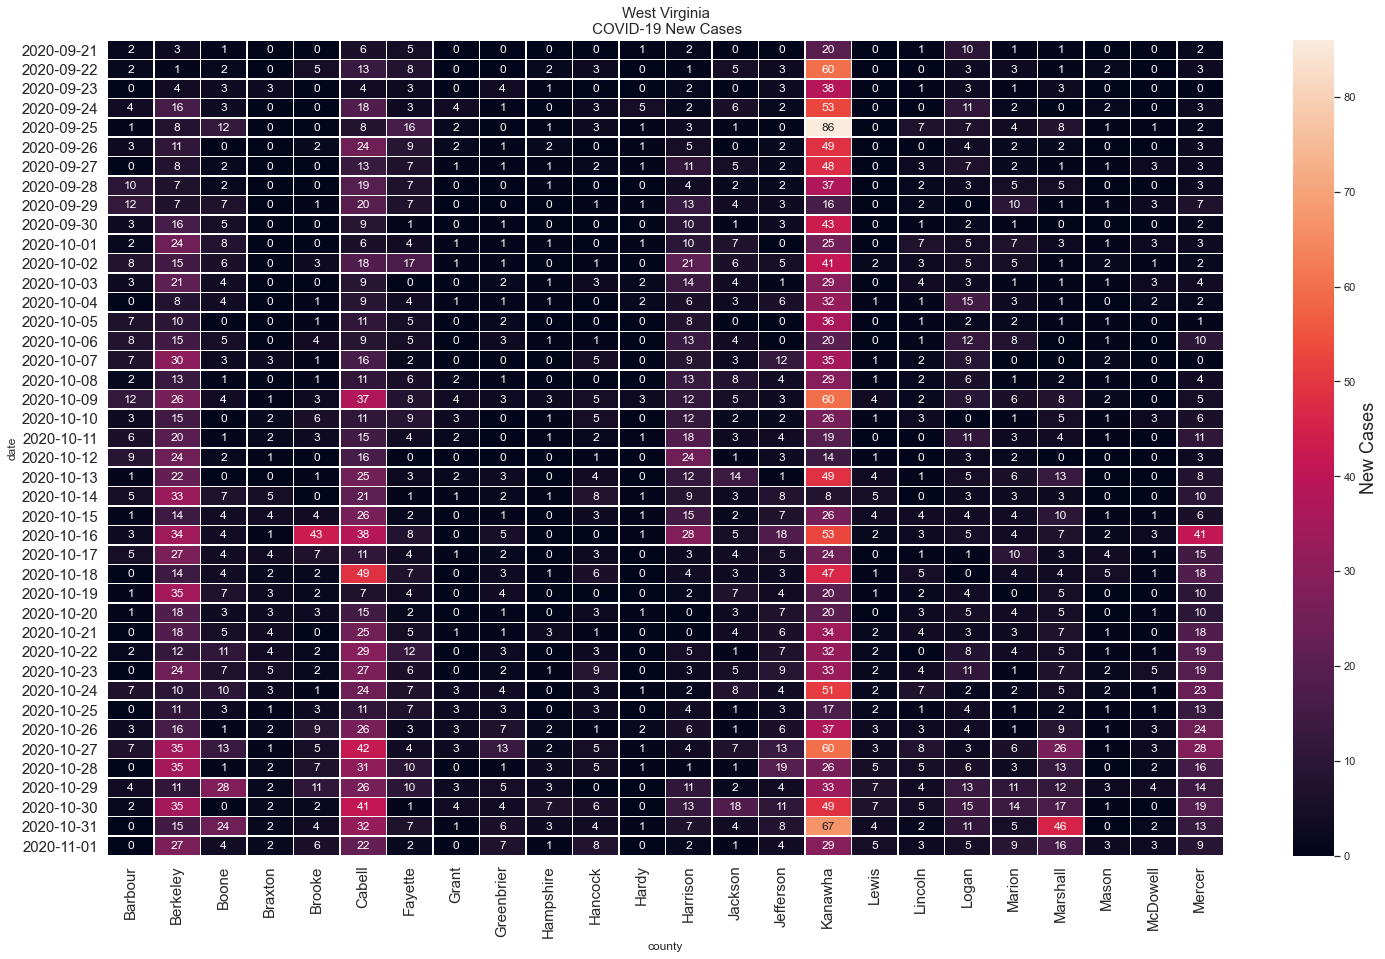 West Virginia
COVID-19 New Cases
2020-09-21 2 3 1 0 0 6 5 0 0 0 0 1 2 0 0 20 0 1 10 1 1 0 0 2
2020-09-22 2 1 2 0 5 13 8 0 0 2 3 0 1 5 3 60 0 0 3 3 1 2 0 3
2020-09-23 0 4 3 3 0 4 3 0 4 1 0 0 2 0 3 38 0 1 3 1 3 0 0 0
2020-09-24 4 16 3 0 0 18 3 4 1 0 3 5 2 6 2 53 0 0 11 2 0 2 0 3
2020-09-25 1 8 12 0 0 8 16 2 0 1 3 1 3 1 0 86 0 7 7 4 8 1 1 2
2020-09-26 3 11 0 0 2 24 9 2 1 2 0 1 5 0 2 49 0 0 4 2 2 0 0 3
2020-09-27 0 8 2 0 0 13 7 1 1 1 2 1 11 5 2 48 0 3 7 2 1 1 3 3
2020-09-28 10 7 2 0 0 19 7 0 0 1 0 0 4 2 2 37 0 2 3 5 5 0 0 3
2020-09-29 12 7 7 0 1 20 7 0 0 0 1 1 13 4 3 16 0 2 0 10 1 1 3 7
2020-09-30 3 16 5 0 0 9 1 0 1 0 0 0 10 1 3 43 0 1 2 1 0 0 0 2
2020-10-01 2 24 8 0 0 6 4 1 1 1 0 1 10 7 0 25 0 7 5 7 3 1 3 3
2020-10-02 8 15 6 0 3 18 17 1 1 0 1 0 21 6 5 41 2 3 5 5 1 2 1 2
2020-10-03 3 21 4 0 0 9 0 0 2 1 3 2 14 4 1 29 0 4 3 1 1 1 3 4
2020-10-04 0 8 4 0 1 9 4 1 1 1 0 2 6 3 6 32 1 1 15 3 1 0 2 2
2020-10-05 7 10 0 0 1 11 5 0 2 0 0 0 8 0 0 36 0 1 2 2 1 1 0 1
2020-10-06 8 15 5 0 4 9 5 0 3 1 1 0 13 4 0 20 0 1 12 8 0 1 0 10
2020-10-07 7 30 3 3 1 16 2 0 0 0 5 0 9 3 12 35 1 2 9 0 0 2 0 0
2020-10-08 2 13 1 0 1 11 6 2 1 0 0 0 13 8 4 29 1 2 6 1 2 1 0 4
2020-10-09 12 26 4 1 3 37 8 4 3 3 5 3 12 5 3 60 4 2 9 6 8 2 0 5
2020-10-10 3 15 0 2 6 11 9 3 0 1 5 0 12 2 2 26 1 3 0 1 5 1 3 6
2020-10-11 6 20 1 2 3 15 4 2 0 1 2 1 18 3 4 19 0 0 11 3 4 1 0 11
2020-10-12 9 24 2 1 0 16 0 0 0 0 1 0 24 1 3 14 1 0 3 2 0 0 0 3
2020-10-13 1 22 0 0 1 25 3 2 3 0 4 0 12 14 1 49 4 1 5 6 13 0 0 8
2020-10-14 5 33 7 5 0 21 1 1 2 1 8 1 9 3 8 8 5 0 3 3 3 0 0 10
2020-10-15 1 14 4 4 4 26 2 0 1 0 3 1 15 2 7 26 4 4 4 4 10 1 1 6
2020-10-16 3 34 4 1 43 38 8 0 5 0 0 1 28 5 18 53 2 3 5 4 7 2 3 41
2020-10-17 5 27 4 4 7 11 4 1 2 0 3 0 3 4 5 24 0 1 1 10 3 4 1 15
2020-10-18 0 14 4 2 2 49 7 0 3 1 6 0 4 3 3 47 1 5 0 4 4 5 1 18
2020-10-19 1 35 7 3 2 7 4 0 4 0 0 0 2 7 4 20 1 2 4 0 5 0 0 10
2020-10-20 1 18 3 3 3 15 2 0 1 0 3 1 0 3 7 20 0 3 5 4 5 0 1 10
2020-10-21 0 18 5 4 0 25 5 1 1 3 1 0 0 4 6 34 2 4 3 3 7 1 0 18
2020-10-22 2 12 11 4 2 29 12 0 3 0 3 0 5 1 7 32 2 0 8 4 5 1 1 19
2020-10-23 0 24 7 5 2 27 6 0 2 1 9 0 3 5 9 33 2 4 11 1 7 2 5 19
2020-10-24 7 10 10 3 1 24 7 3 4 0 3 1 2 8 4 51 2 7 2 2 5 2 1 23
2020-10-25 0 11 3 1 3 11 7 3 3 0 3 0 4 1 3 17 2 1 4 1 2 1 1 13
2020-10-26 3 16 1 2 9 26 3 3 7 2 1 2 6 1 6 37 3 3 4 1 9 1 3 24
2020-10-27 7 35 13 1 5 42 4 3 13 2 5 1 4 7 13 60 3 8 3 6 26 1 3 28
2020-10-28 0 35 1 2 7 31 10 0 1 3 5 1 1 1 19 26 5 5 6 3 13 0 2 16
2020-10-29 4 11 28 2 11 26 10 3 5 3 0 0 11 2 4 33 7 4 13 11 12 3 4 14
2020-10-30 2 35 0 2 2 41 1 4 4 7 6 0 13 18 11 49 7 5 15 14 17 1 0 19
2020-10-31 0 15 24 2 4 32 7 1 6 3 4 1 7 4 8 67 4 2 11 5 46 0 2 13
2020-11-01 0 27 4 2 6 22 2 0 7 1 8 0 2 1 4 29 5 3 5 9 16 3 3 9
Barbour Berkeley Boone Braxton Brooke Cabell Fayette Grant Greenbrier Hampshire Hancock Hardy Harrison Jackson Jefferson Kanawha Lewis Lincoln Logan Marion Marshall Mason McDowell Mercer
county
date
80
70
60
50
40
30
20
10
0
New Cases